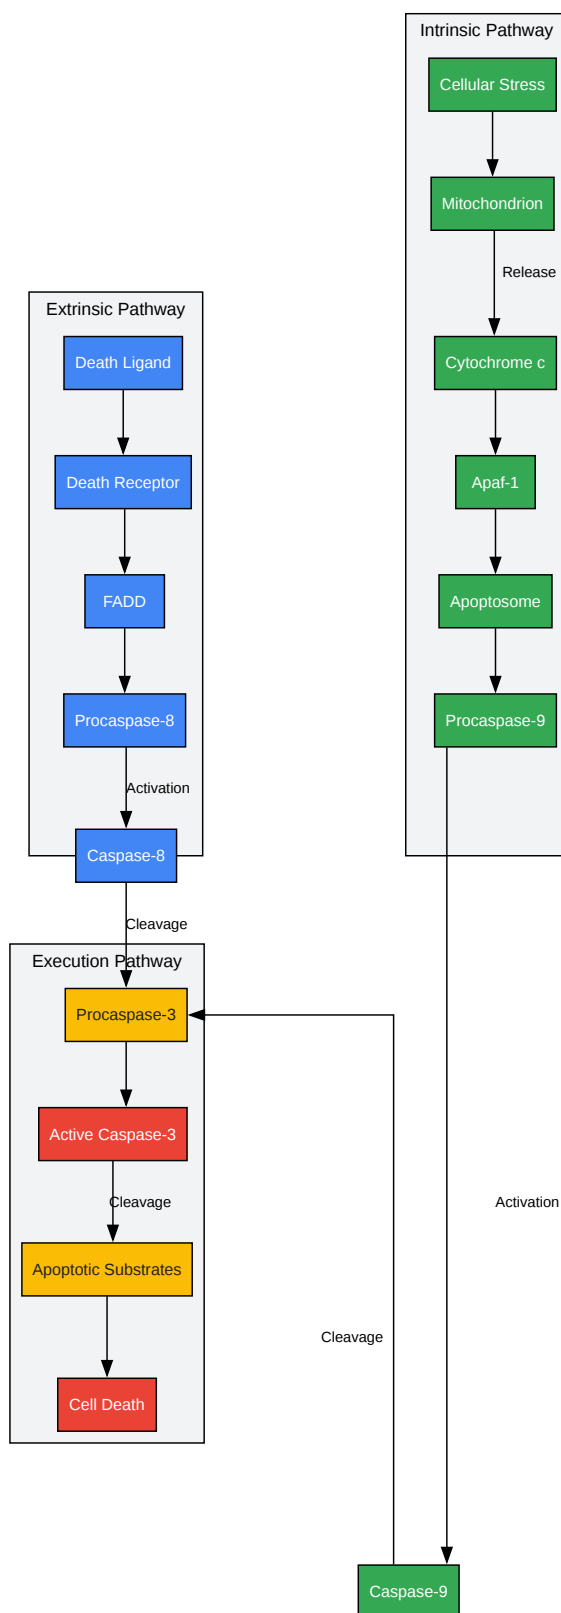 Intrinsic Pathway
Cellular Stress
Mitochondrion
Release
Cytochrome c
Apaf-1
Apoptosome
Procaspase-9
Extrinsic Pathway
Death Ligand
Death Receptor
FADD
Procaspase-8
Activation
Caspase-8
Cleavage
Execution Pathway
Procaspase-3
Active Caspase-3
Cleavage
Apoptotic Substrates
Cell Death
Activation
Cleavage
Caspase-9